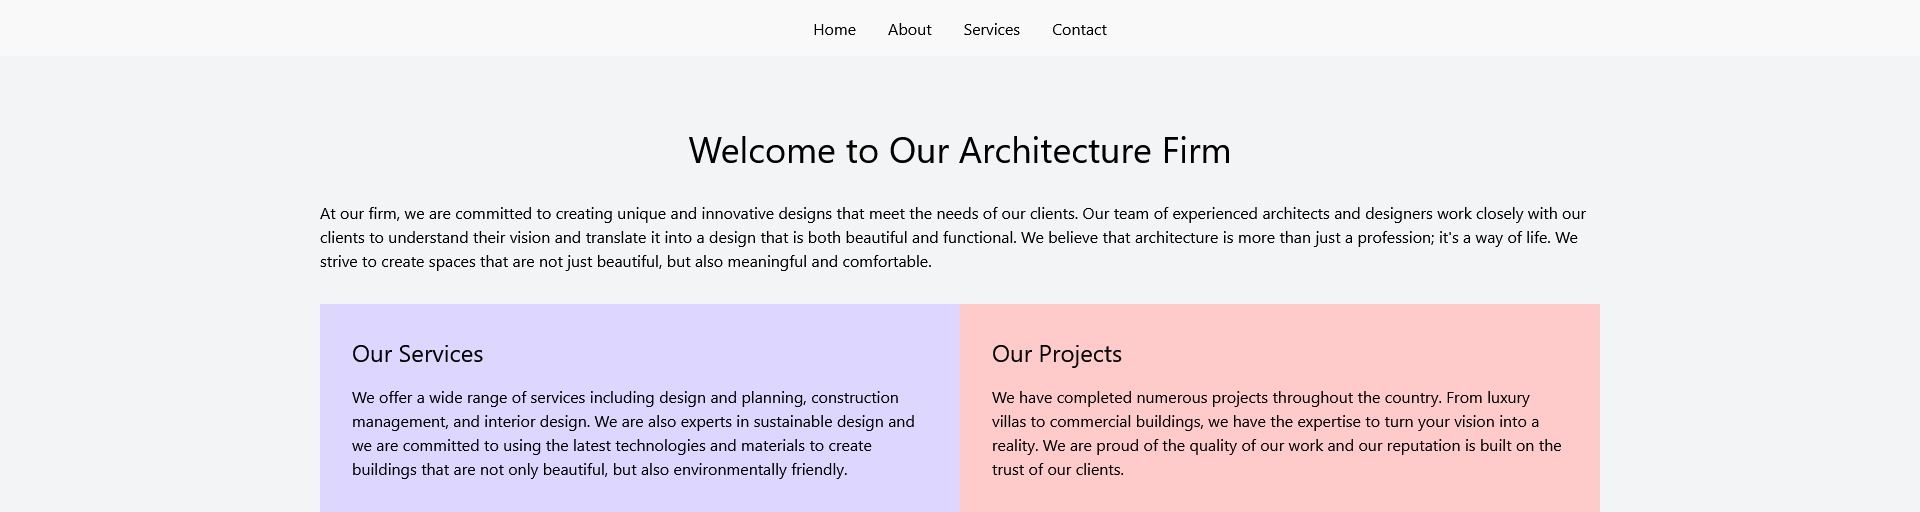 Home About Services Contact
Welcome to Our Architecture Firm
At our firm, we are committed to creating unique and innovative designs that meet the needs of our clients. Our team of experienced architects and designers work closely with our
clients to understand their vision and translate it into a design that is both beautiful and functional. We believe that architecture is more than just a profession; it's a way of life. We
strive to create spaces that are not just beautiful, but also meaningful and comfortable.
Our Services
We offer a wide range of services including design and planning, construction
management, and interior design. We are also experts in sustainable design and
we are committed to using the latest technologies and materials to create
buildings that are not only beautiful, but also environmentally friendly.
Our Projects
We have completed numerous projects throughout the country. From luxury
villas to commercial buildings, we have the expertise to turn your vision into a
reality. We are proud of the quality of our work and our reputation is built on the
trust of our clients.